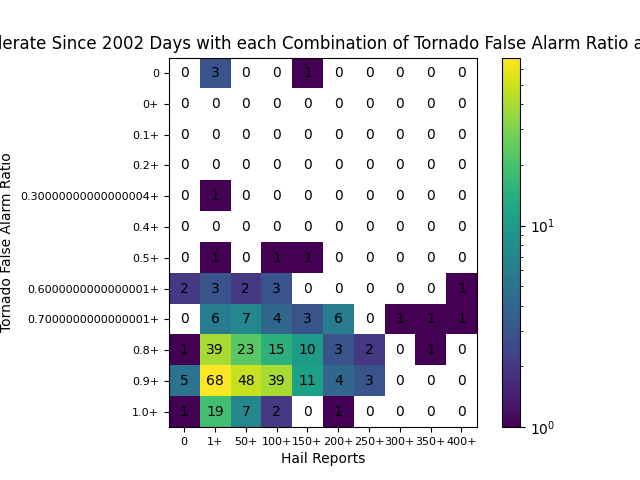 derate Since 2002 Days with each Combination of Tornado False Alarm Ratio a
Tornado False Alarm Ratio
0 0 3 0 0 1 0 0 0 0 0
0+ 0 0 0 0 0 0 0 0 0 0
0.1+ 0 0 0 0 0 0 0 0 0 0
0.2+ 0 0 0 0 0 0 0 0 0 0
0.30000000000000004+ 0 1 0 0 0 0 0 0 0 0
0.4+ 0 0 0 0 0 0 0 0 0 0
0.5+ 0 1 0 1 1 0 0 0 0 0
0.6000000000000001+ 2 3 2 3 0 0 0 0 0 1
0.7000000000000001+ 0 6 7 4 3 6 0 1 1 1
0.8+ 1 39 23 15 10 3 2 0 1 0
0.9+ 5 68 48 39 11 4 3 0 0 0
1.0+ 1 19 7 2 0 1 0 0 0 0
0 1+ 50+ 100+ 150+ 200+ 250+ 300+ 350+ 400+
Hail Reports
10¹
10⁰